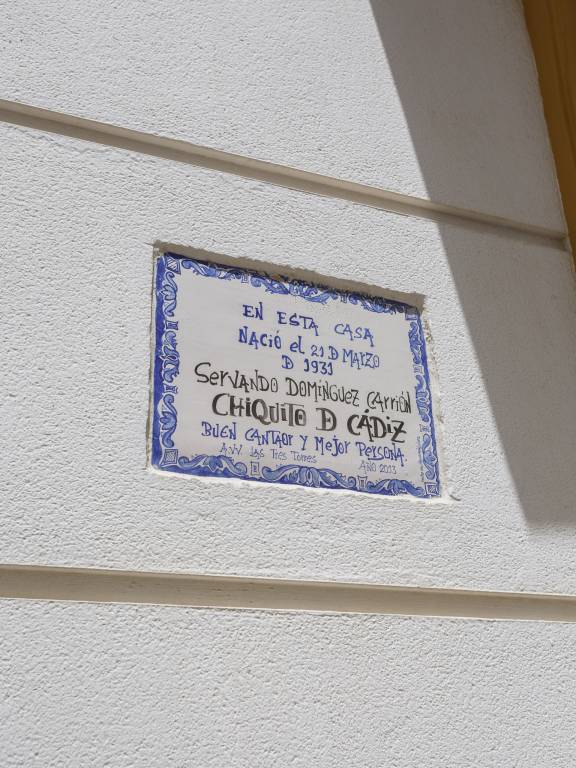 EN ESTA CASA
NACIÓ el 21 D MARZO
D 1931
SERVANDO DOMÍNGUEZ CARRIÓN
CHIQUITO D CÁDIZ
BUEN CANTAOR Y MEJOR PERSONA.
A.VV. LAS TRES TORRES AÑO 2013